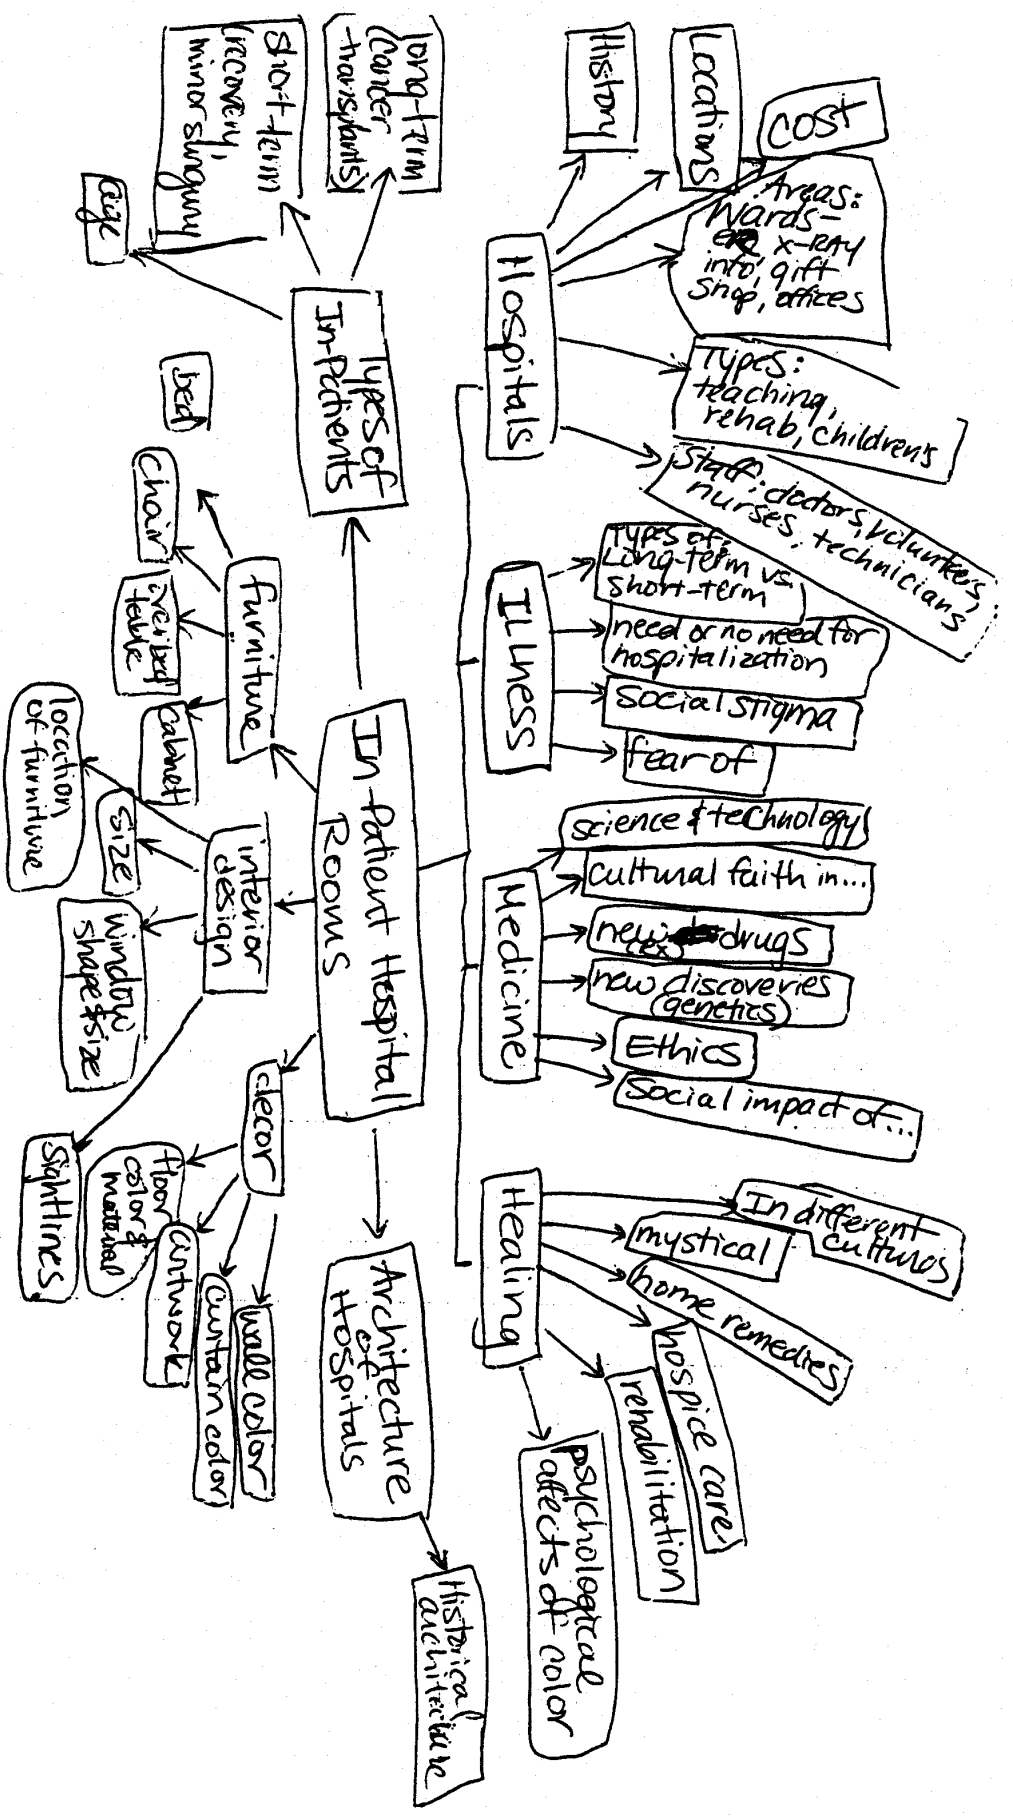 History
Locations
COST
Areas:
Wards-
ER, X-RAY
info, gift
shop, offices
Types:
teaching,
rehab, children's
Staff: doctors, volunteers,
nurses, technicians
Hospitals
Types of:
Long-term vs.
short-term
need or no need for
hospitalization
social stigma
fear of
ILLNESS
science & technology
cultural faith in...
new drugs
new discoveries
(genetics)
Ethics
Social impact of...
Medicine
In different
cultures
mystical
home remedies
hospice care
rehabilitation
psychological
affects of color
Healing
long-term
(cancer
transplants)
short-term
(recovery,
minor surgery
age
Types of
In-Patients
In-Patient Hospital
Rooms
Architecture
of
Hospitals
Historical
architecture
bed
chair
overbed
table
cabinet
furniture
location
of furniture
size
window
shape & size
sightlines
interior
design
decor
floor
color &
material
artwork
curtain color
wall color